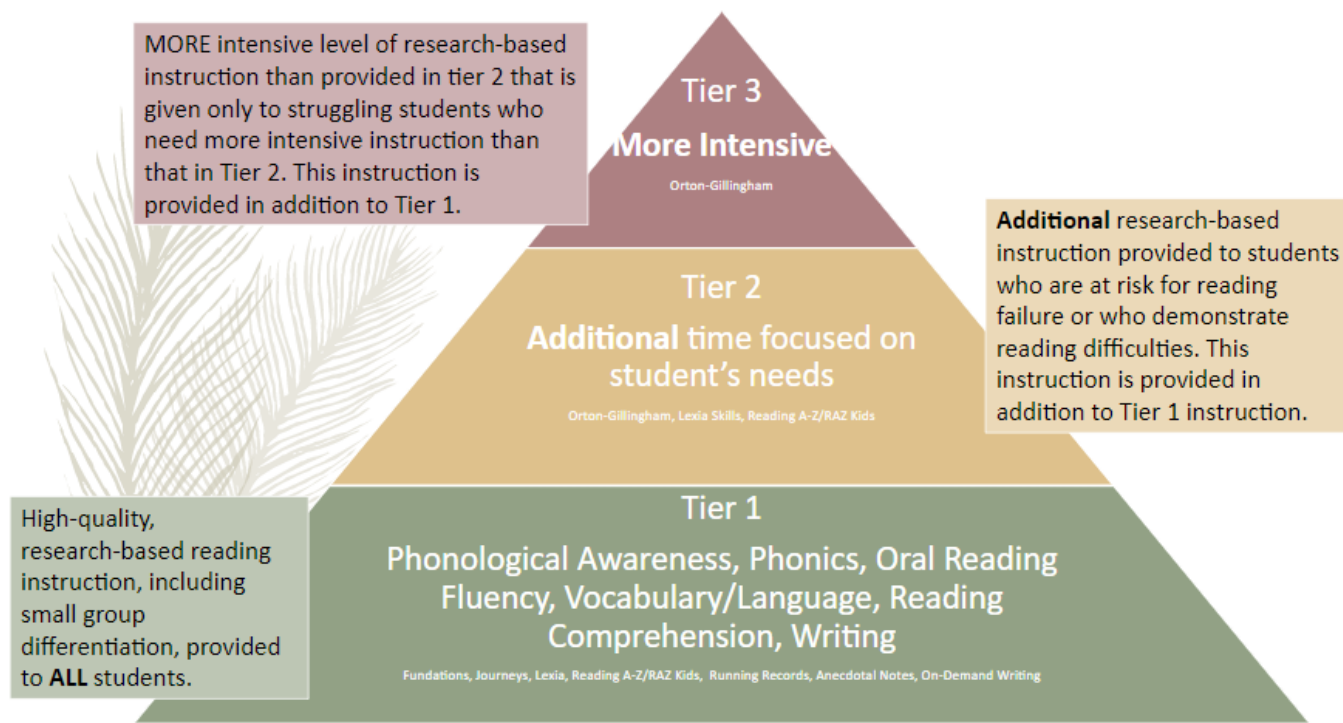 MORE intensive level of research-based
instruction than provided in tier 2 that is
given only to struggling students who
need more intensive instruction than
that in Tier 2. This instruction is
provided in addition to Tier 1.
Tier 3
More Intensive
Orton-Gillingham
Additional research-based
instruction provided to students
who are at risk for reading
failure or who demonstrate
reading difficulties. This
instruction is provided in
addition to Tier 1 instruction.
Tier 2
Additional time focused on
student’s needs
Orton-Gillingham, Lexia Skills, Reading A-Z/RAZ Kids
High-quality,
research-based reading
instruction, including
small group
differentiation, provided
to ALL students.
Tier 1
Phonological Awareness, Phonics, Oral Reading
Fluency, Vocabulary/Language, Reading
Comprehension, Writing
Fundations, Journeys, Lexia, Reading A-Z/RAZ Kids, Running Records, Anecdotal Notes, On-Demand Writing